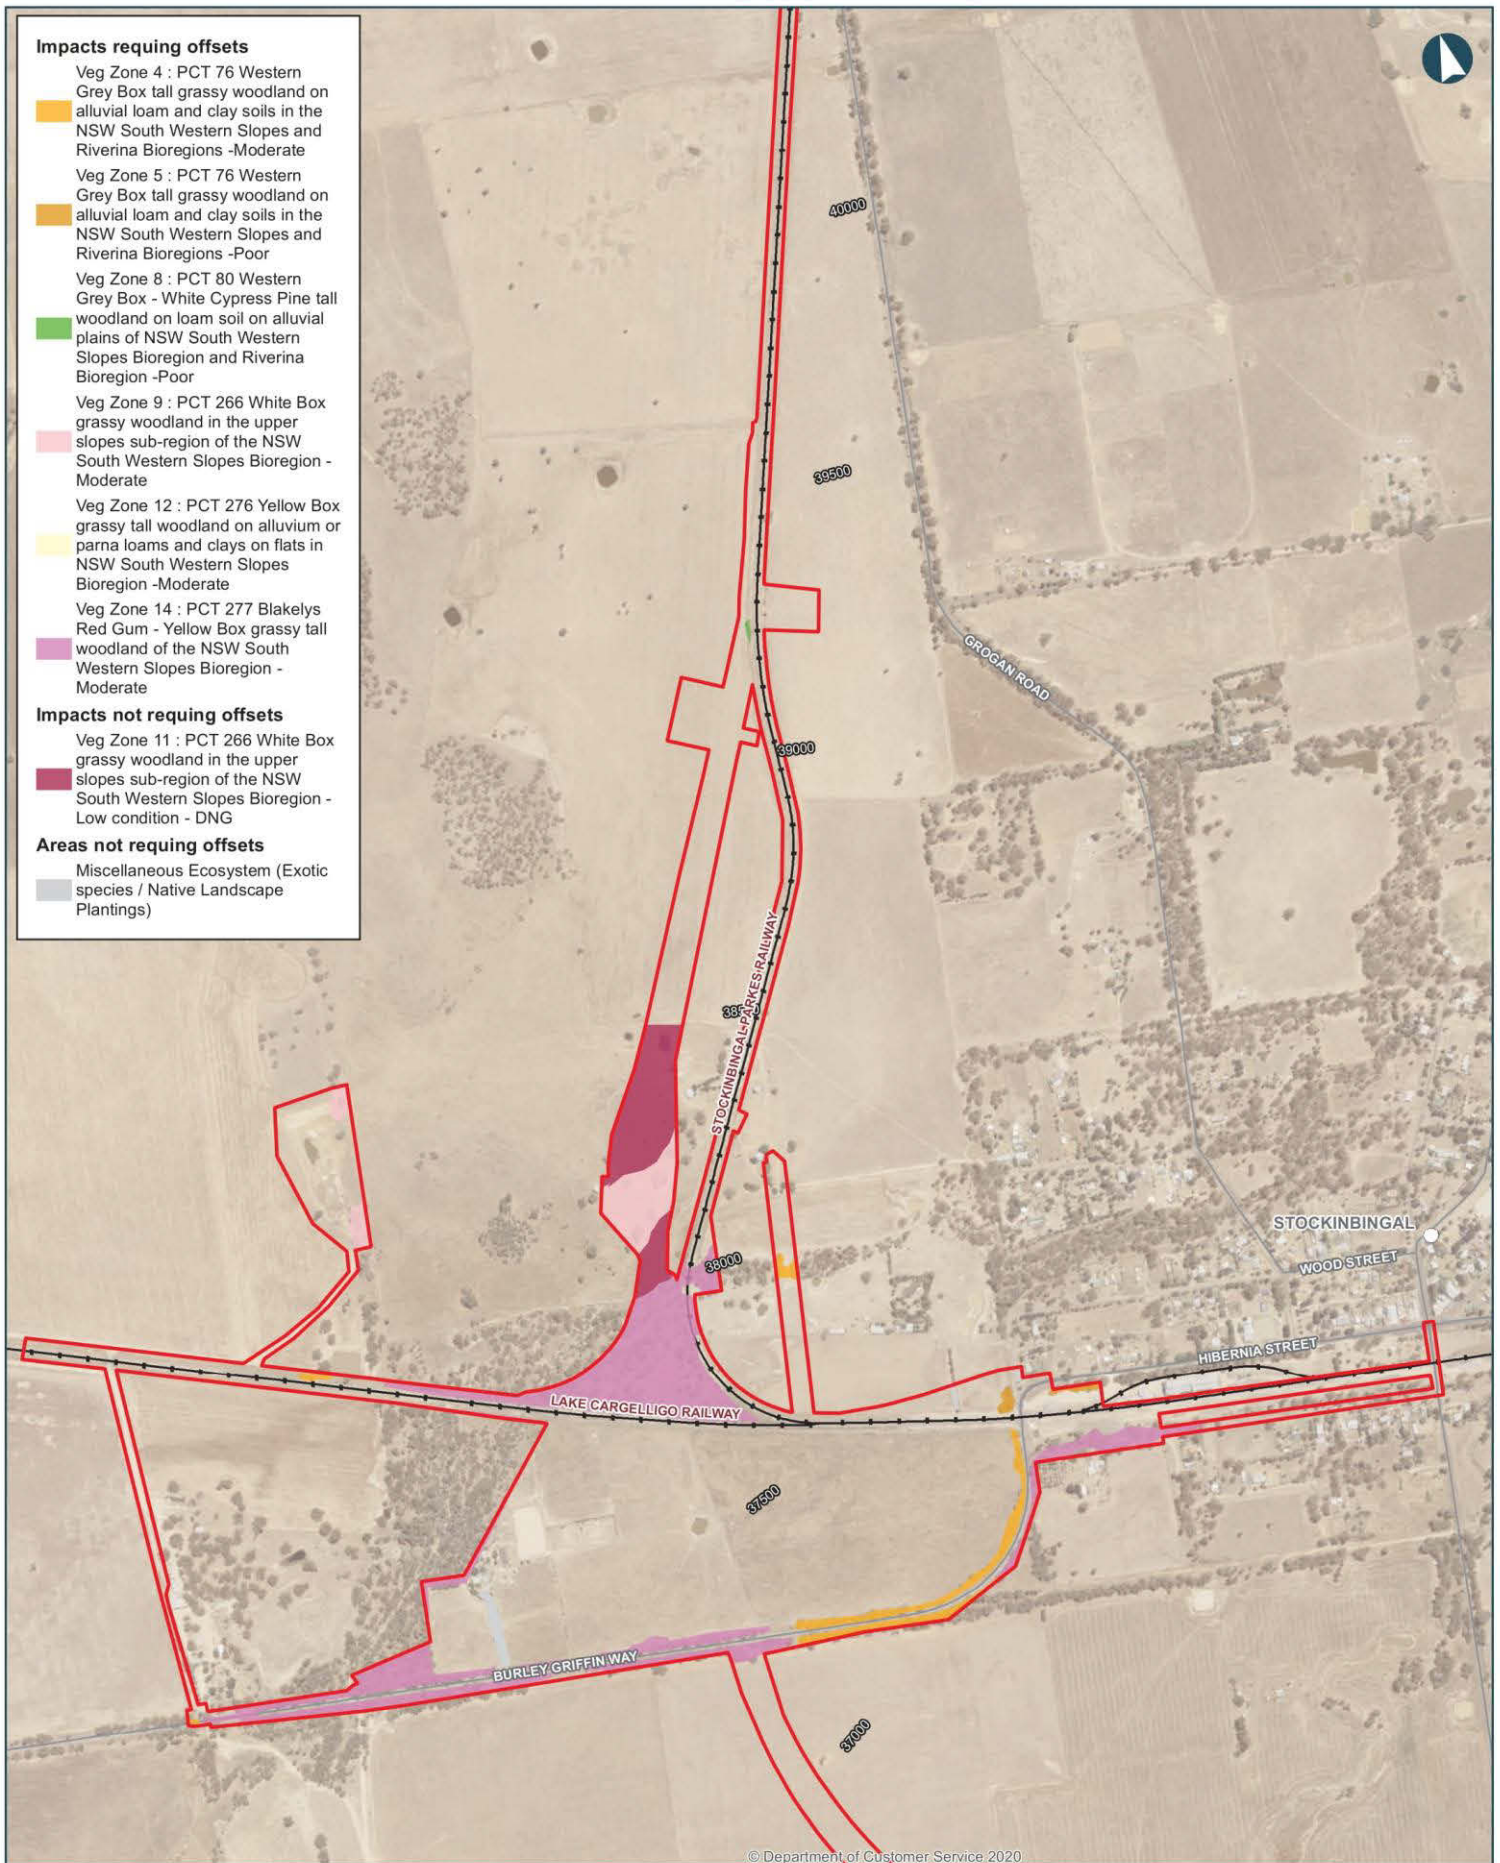 Impacts requing offsets
Veg Zone 4 : PCT 76 Western
Grey Box tall grassy woodland on
alluvial loam and clay soils in the
NSW South Western Slopes and
Riverina Bioregions -Moderate
Veg Zone 5 : PCT 76 Western
Grey Box tall grassy woodland on
alluvial loam and clay soils in the
NSW South Western Slopes and
Riverina Bioregions -Poor
Veg Zone 8 : PCT 80 Western
Grey Box - White Cypress Pine tall
woodland on loam soil on alluvial
plains of NSW South Western
Slopes Bioregion and Riverina
Bioregion -Poor
Veg Zone 9 : PCT 266 White Box
grassy woodland in the upper
slopes sub-region of the NSW
South Western Slopes Bioregion -
Moderate
Veg Zone 12 : PCT 276 Yellow Box
grassy tall woodland on alluvium or
parna loams and clays on flats in
NSW South Western Slopes
Bioregion -Moderate
Veg Zone 14 : PCT 277 Blakelys
Red Gum - Yellow Box grassy tall
woodland of the NSW South
Western Slopes Bioregion -
Moderate
Impacts not requing offsets
Veg Zone 11 : PCT 266 White Box
grassy woodland in the upper
slopes sub-region of the NSW
South Western Slopes Bioregion -
Low condition - DNG
Areas not requing offsets
Miscellaneous Ecosystem (Exotic
species / Native Landscape
Plantings)
40000
39500
GROGAN ROAD
39000
STOCKINBINGAL-PARKES RAILWAY
STOCKINBINGAL
WOOD STREET
38000
HIBERNIA STREET
LAKE CARGELLIGO RAILWAY
37500
BURLEY GRIFFIN WAY
37000
© Department of Customer Service 2020